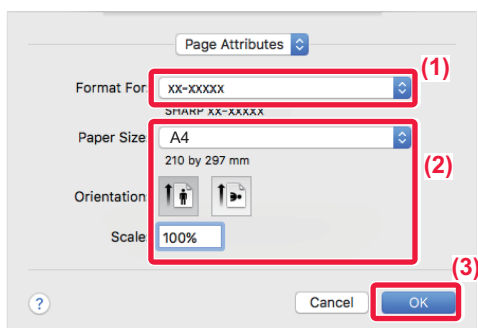 Page Attributes
(1)
Format For: xx-xxxxx
SHARP xx-xxxxx
Paper Size: A4
210 by 297 mm
(2)
Orientation:
Scale: 100%
(3)
? Cancel OK